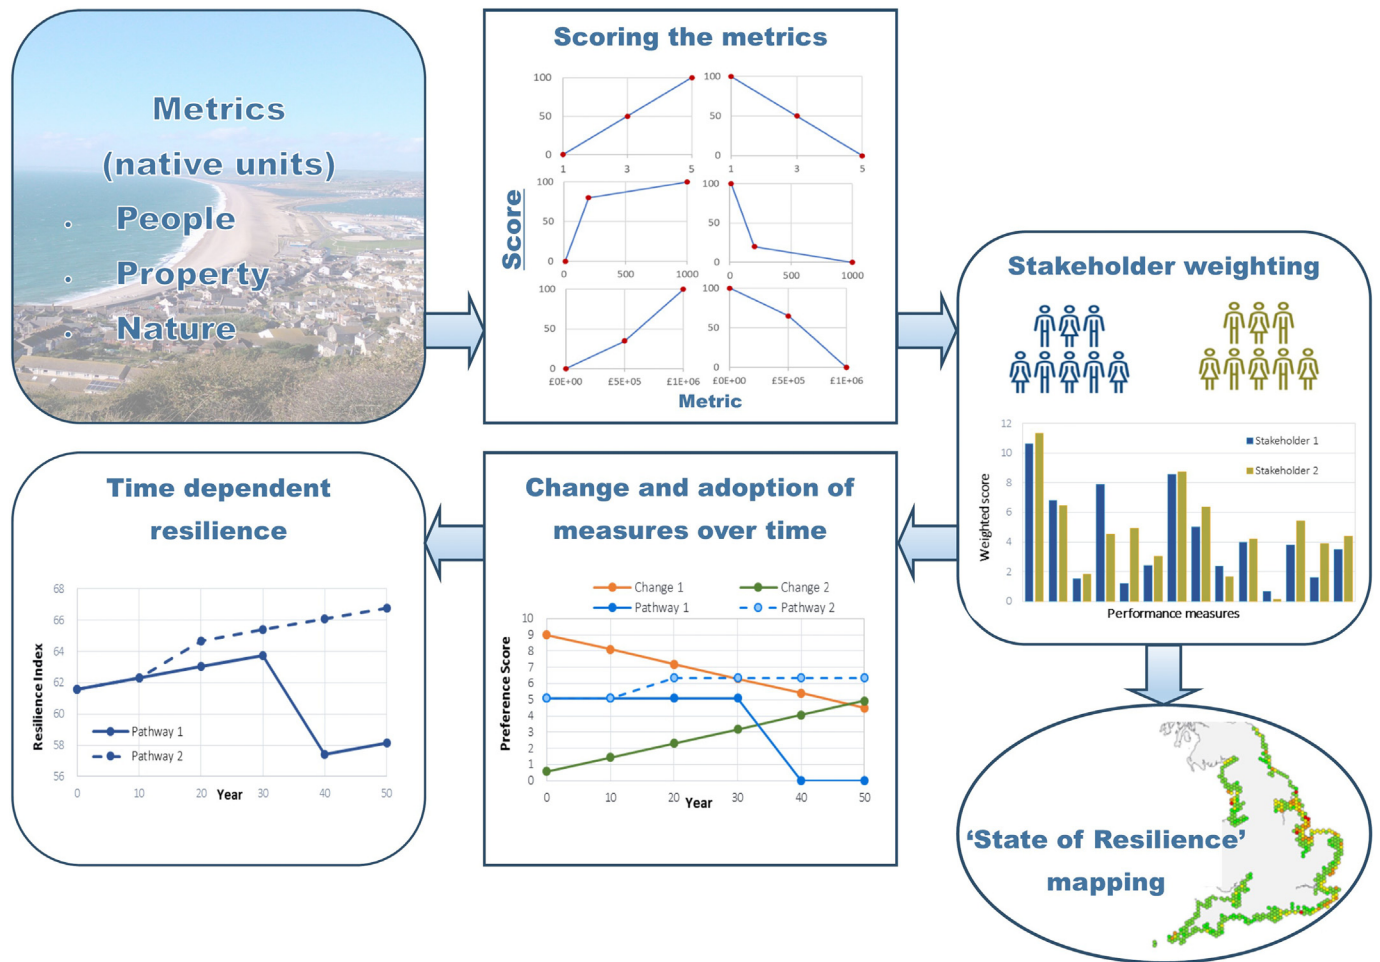 Metrics
(native units)
· People
· Property
· Nature
Scoring the metrics
Score
100
50
0
1 3 5
100
50
0
1 3 5
100
50
0
0 500 1000
100
50
0
0 500 1000
100
50
0
£0E+00 £5E+05 £1E+06
100
50
0
£0E+00 £5E+05 £1E+06
Metric
Stakeholder weighting
Weighted score
12
10
8
6
4
2
0
Stakeholder 1
Stakeholder 2
Performance measures
Time dependent
resilience
Resilience Index
68
66
64
62
60
58
56
Pathway 1
Pathway 2
0 10 20 30 40 50
Year
Change and adoption of
measures over time
Change 1 Change 2
Pathway 1 Pathway 2
Preference Score
10
9
8
7
6
5
4
3
2
1
0
0 10 20 30 40 50
Year
‘State of Resilience’
mapping